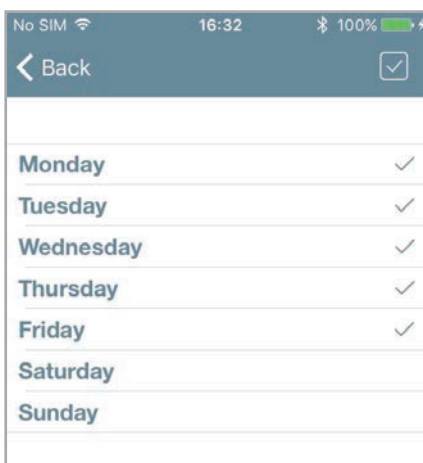 No SIM 16:32 100%
Back
Monday
Tuesday
Wednesday
Thursday
Friday
Saturday
Sunday